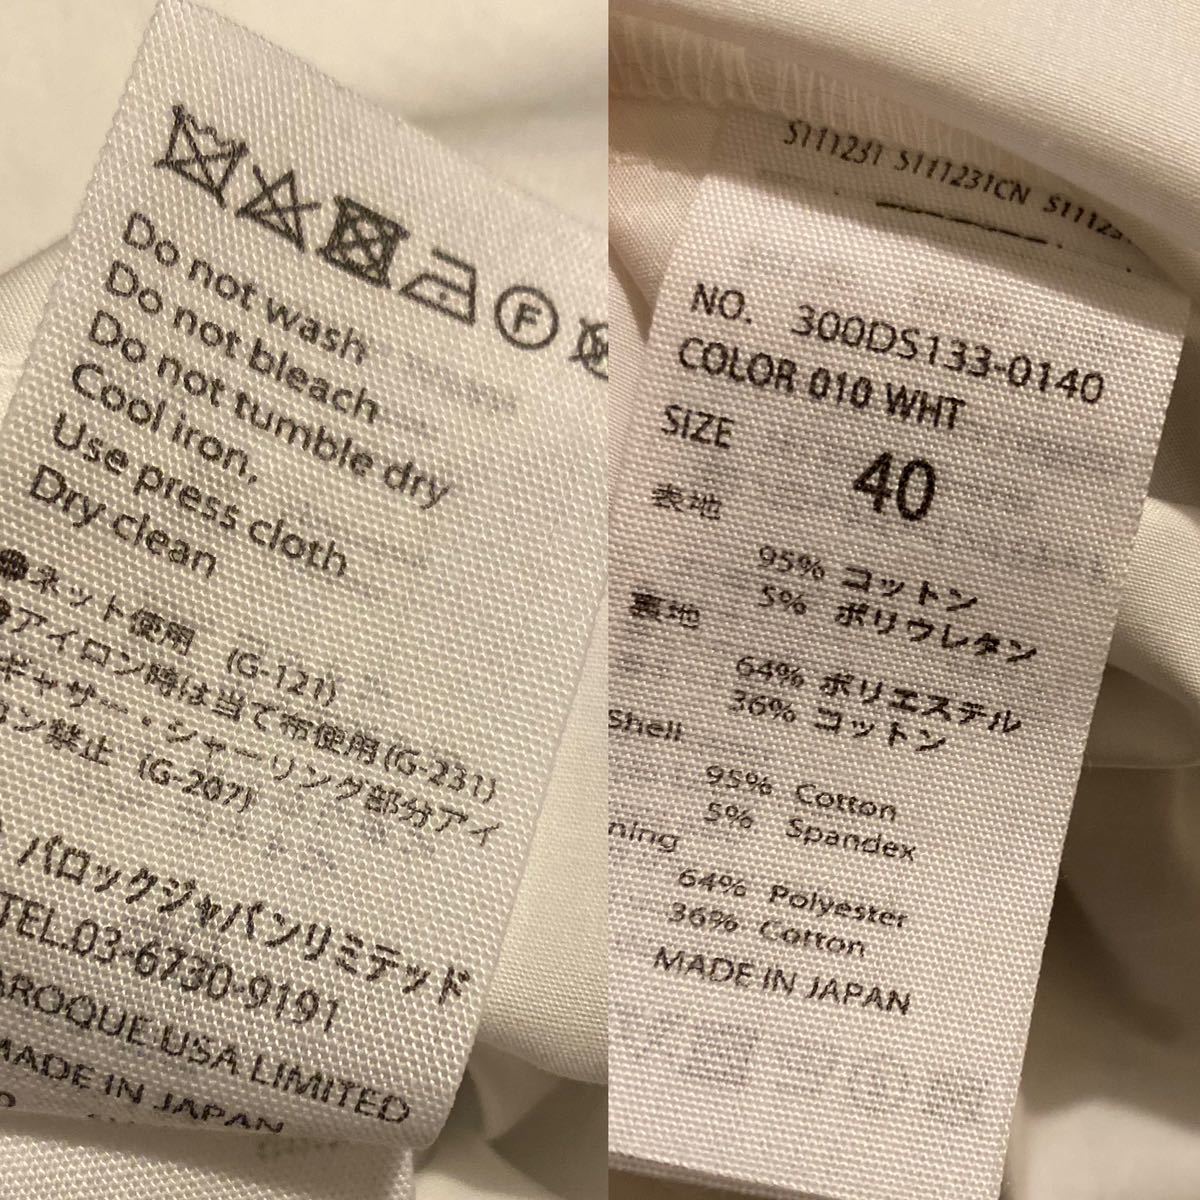 Do not wash
Do not bleach
Do not tumble dry
Cool iron,
Use press cloth
Dry clean
●ネット使用 (G-121)
●アイロン時は当て布使用(G-231)
ギャザー・シャーリング部分アイ
ロン禁止 (G-207)
バロックジャパンリミテッド
TEL.03-6730-9191
AROQUE USA LIMITED
MADE IN JAPAN
F
S111231 S111231CN S11123
NO. 300DS133-0140
COLOR 010 WHT
SIZE 40
表地
95% コットン
5% ポリウレタン
裏地
64% ポリエステル
36% コットン
Shell
95% Cotton
5% Spandex
ning
64% Polyester
36% Cotton
MADE IN JAPAN